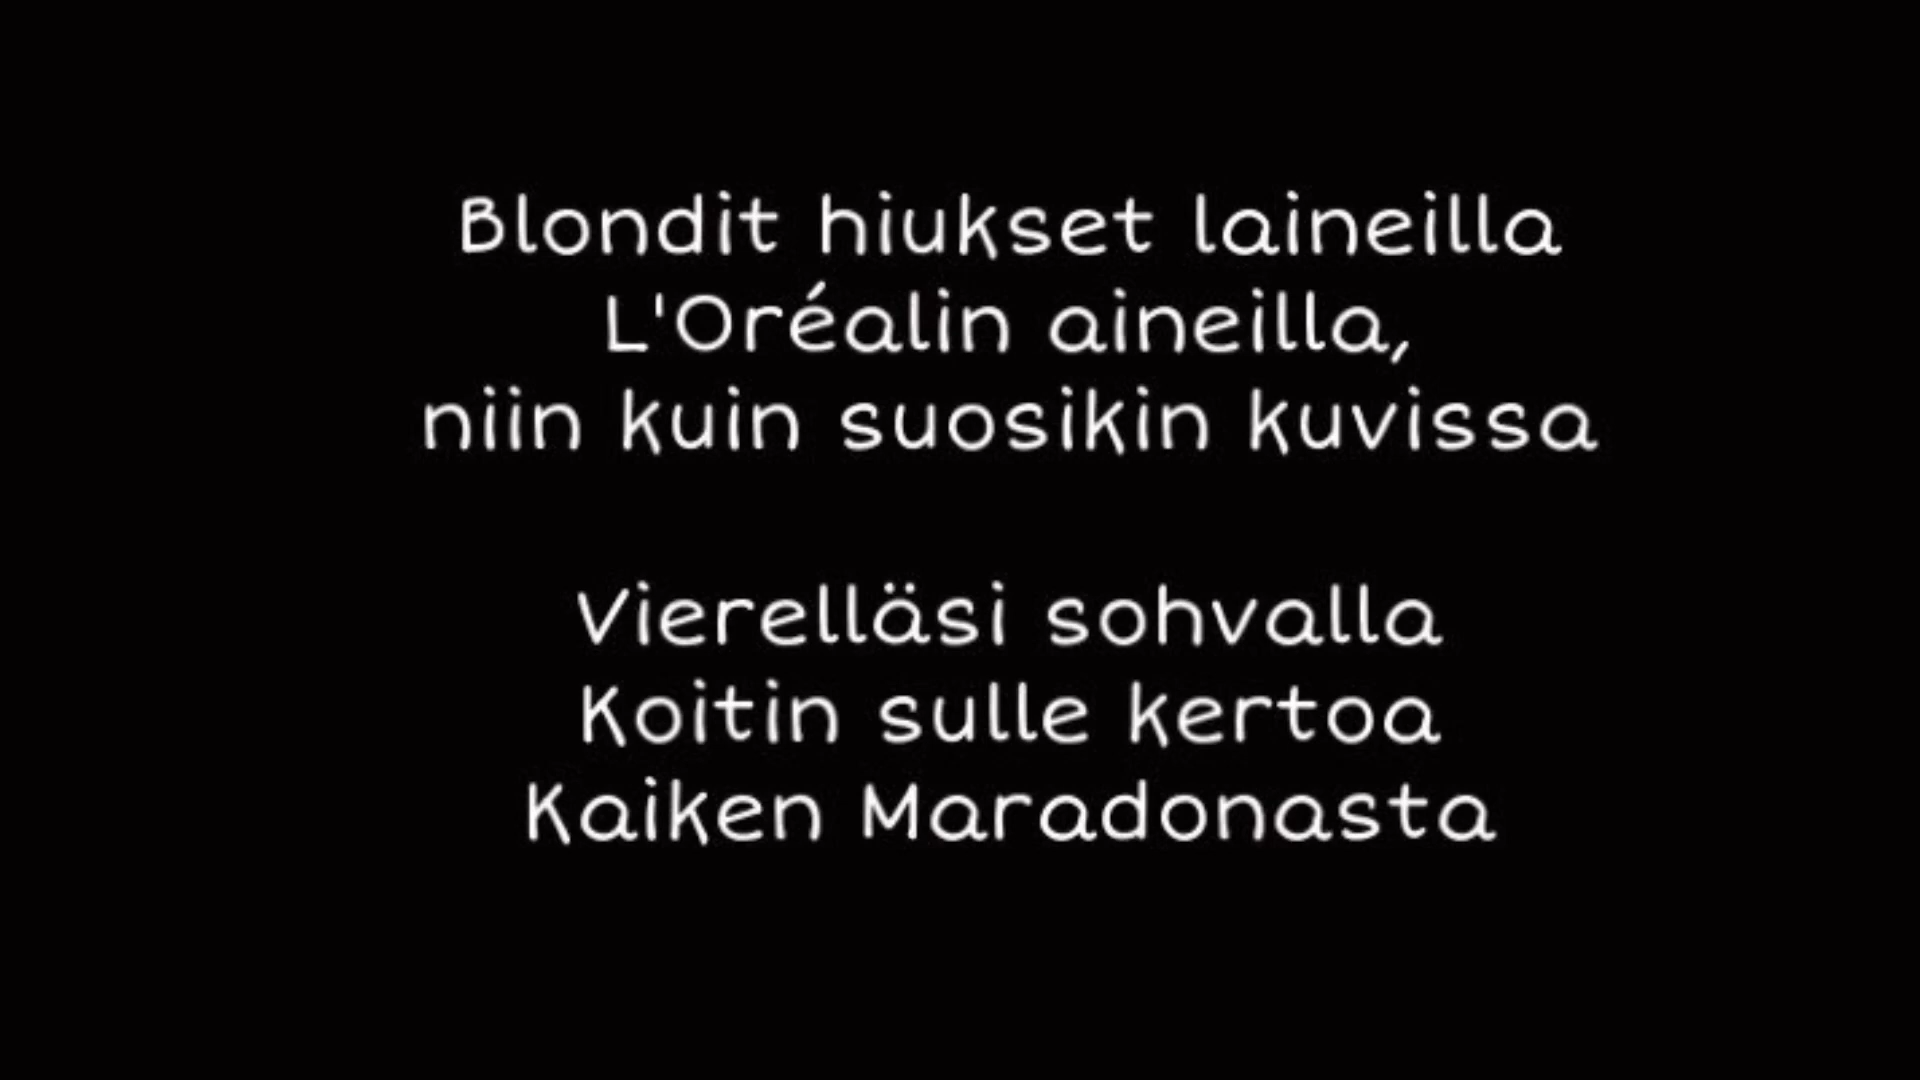 Blondit hiukset laineilla
L'Oréalin aineilla,
niin kuin suosikin kuvissa
Vierelläsi sohvalla
Koitin sulle kertoa
Kaiken Maradonasta